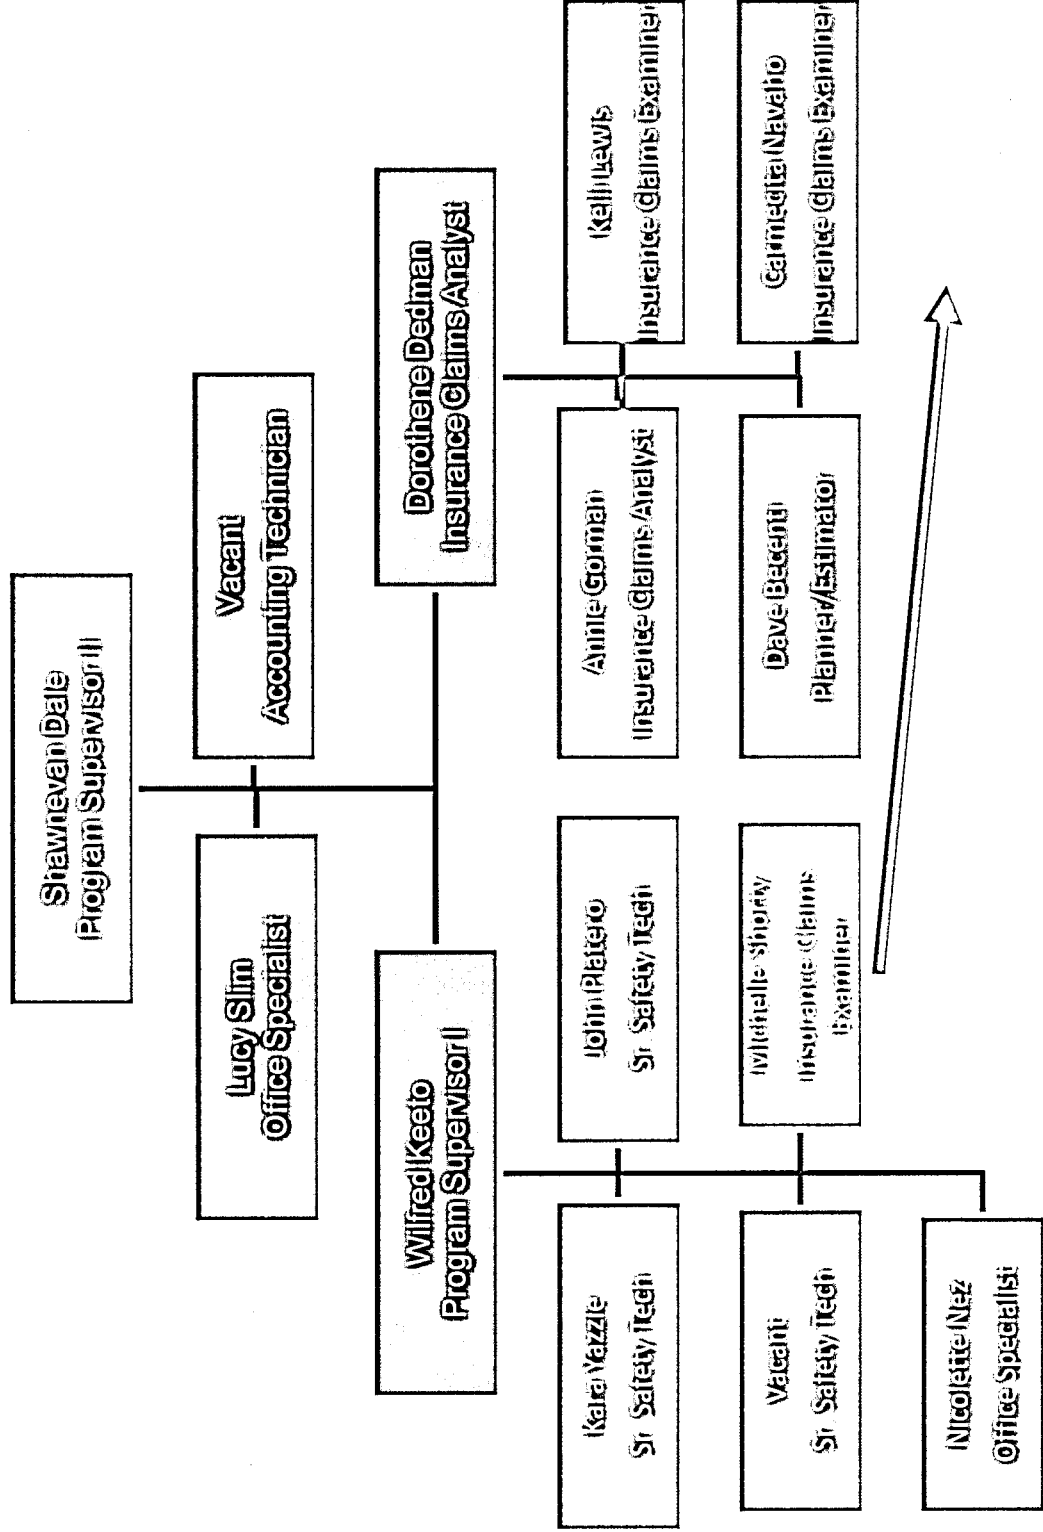 Shawnevan Dale
Program Supervisor II
Lucy Slim
Office Specialist
Vacant
Accounting Technician
Wilfred Keeto
Program Supervisor I
Dorothene Dedman
Insurance Claims Analyst
Kara Yazzie
Sr. Safety Tech
John Platero
Sr. Safety Tech
Annie Gorman
Insurance Claims Analyst
Kelli Lewis
Insurance Claims Examiner
Vacant
Sr. Safety Tech
Michelle Shorty
Insurance Claims
Examiner
Dave Becenti
Planner/Estimator
Carmelita Navaho
Insurance Claims Examiner
Nicolette Nez
Office Specialist